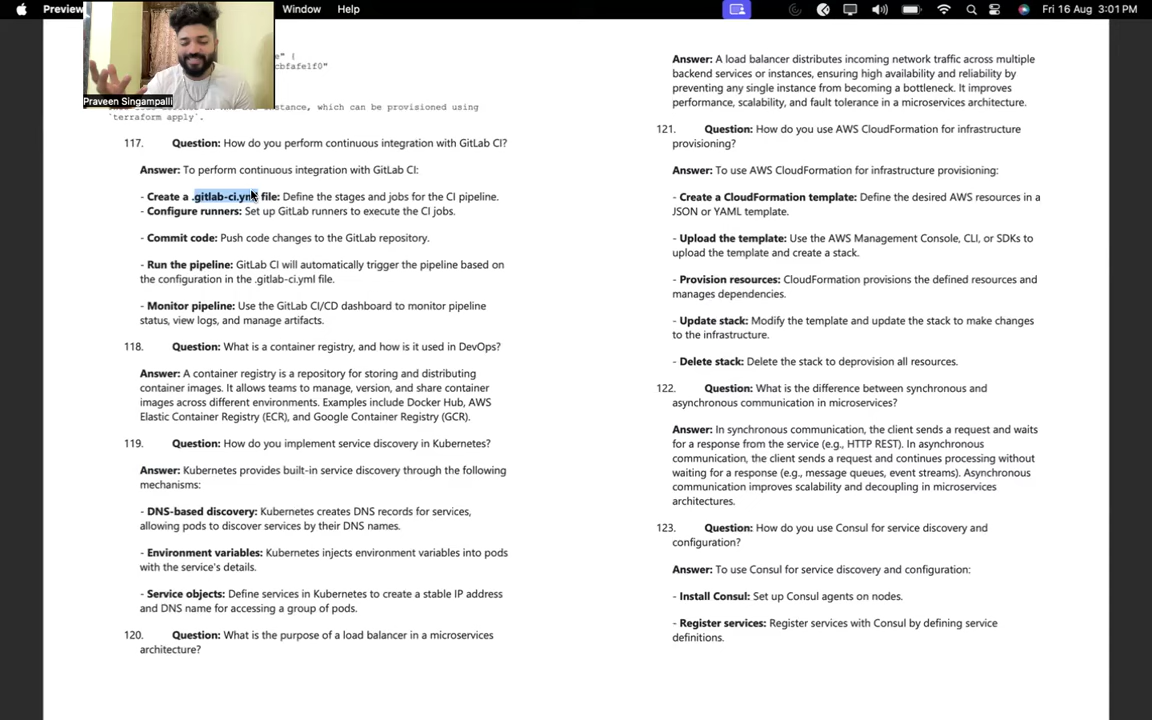 Preview
Window
Help
Fri 16 Aug 3:01 PM
Praveen Singampalli
e" {
cbfafe1f0"
instance, which can be provisioned using
`terraform apply`.
117. Question: How do you perform continuous integration with GitLab CI?
Answer: To perform continuous integration with GitLab CI:
- Create a .gitlab-ci.yml file: Define the stages and jobs for the CI pipeline.
- Configure runners: Set up GitLab runners to execute the CI jobs.
- Commit code: Push code changes to the GitLab repository.
- Run the pipeline: GitLab CI will automatically trigger the pipeline based on
the configuration in the .gitlab-ci.yml file.
- Monitor pipeline: Use the GitLab CI/CD dashboard to monitor pipeline
status, view logs, and manage artifacts.
118. Question: What is a container registry, and how is it used in DevOps?
Answer: A container registry is a repository for storing and distributing
container images. It allows teams to manage, version, and share container
images across different environments. Examples include Docker Hub, AWS
Elastic Container Registry (ECR), and Google Container Registry (GCR).
119. Question: How do you implement service discovery in Kubernetes?
Answer: Kubernetes provides built-in service discovery through the following
mechanisms:
- DNS-based discovery: Kubernetes creates DNS records for services,
allowing pods to discover services by their DNS names.
- Environment variables: Kubernetes injects environment variables into pods
with the service's details.
- Service objects: Define services in Kubernetes to create a stable IP address
and DNS name for accessing a group of pods.
120. Question: What is the purpose of a load balancer in a microservices
architecture?
Answer: A load balancer distributes incoming network traffic across multiple
backend services or instances, ensuring high availability and reliability by
preventing any single instance from becoming a bottleneck. It improves
performance, scalability, and fault tolerance in a microservices architecture.
121. Question: How do you use AWS CloudFormation for infrastructure
provisioning?
Answer: To use AWS CloudFormation for infrastructure provisioning:
- Create a CloudFormation template: Define the desired AWS resources in a
JSON or YAML template.
- Upload the template: Use the AWS Management Console, CLI, or SDKs to
upload the template and create a stack.
- Provision resources: CloudFormation provisions the defined resources and
manages dependencies.
- Update stack: Modify the template and update the stack to make changes
to the infrastructure.
- Delete stack: Delete the stack to deprovision all resources.
122. Question: What is the difference between synchronous and
asynchronous communication in microservices?
Answer: In synchronous communication, the client sends a request and waits
for a response from the service (e.g., HTTP REST). In asynchronous
communication, the client sends a request and continues processing without
waiting for a response (e.g., message queues, event streams). Asynchronous
communication improves scalability and decoupling in microservices
architectures.
123. Question: How do you use Consul for service discovery and
configuration?
Answer: To use Consul for service discovery and configuration:
- Install Consul: Set up Consul agents on nodes.
- Register services: Register services with Consul by defining service
definitions.